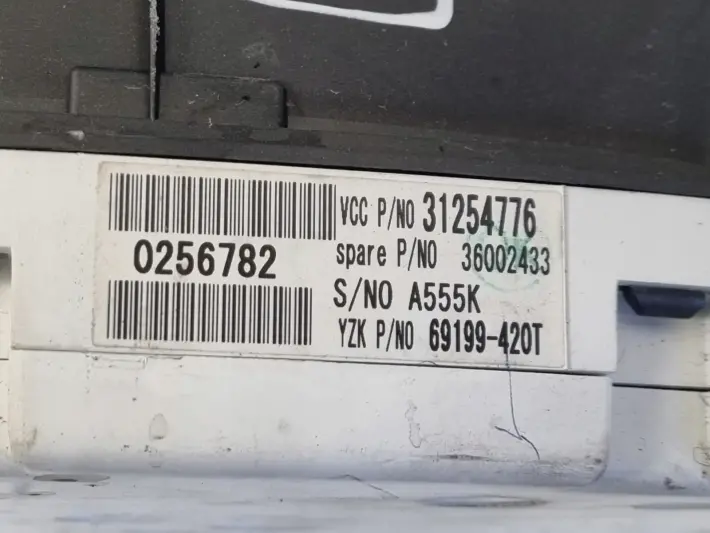 VCC P/NO 31254776
0256782
spare P/NO 36002433
S/NO A555K
YZK P/NO 69199-420T